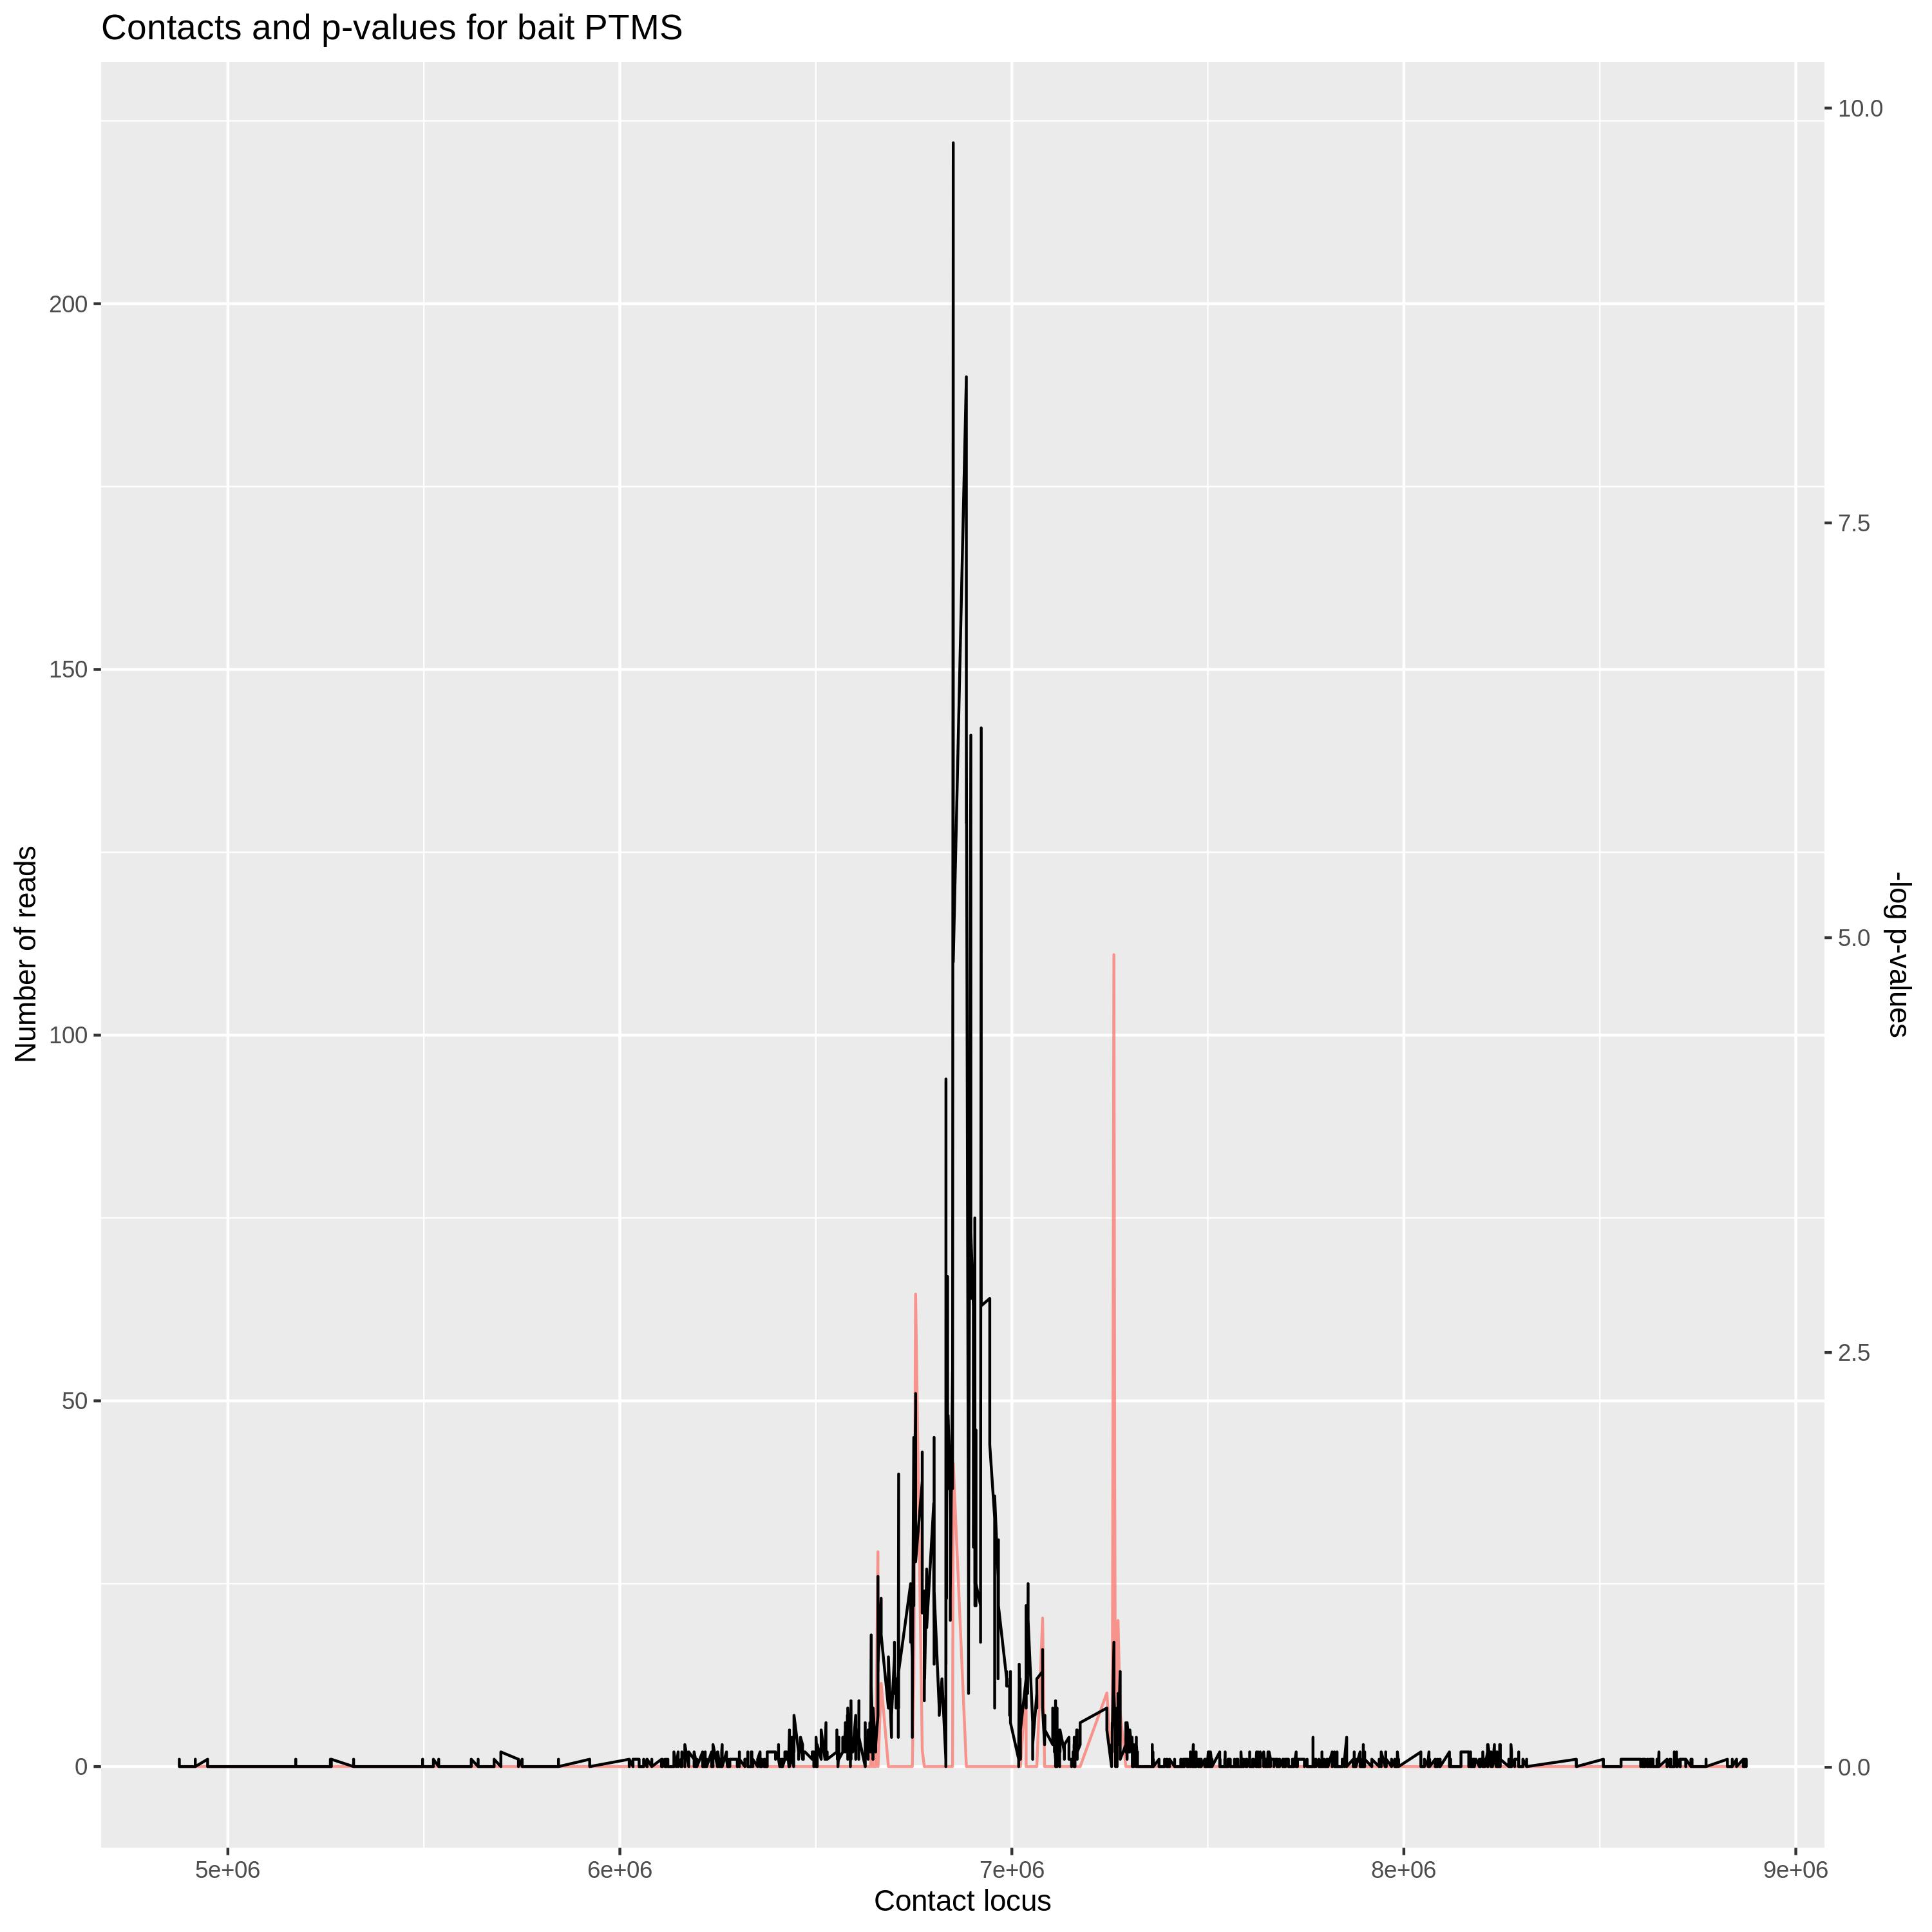 Contacts and p-values for bait PTMS
Number of reads
200
150
100
50
0
10.0
7.5
5.0
2.5
0.0
-log p-values
5e+06 6e+06 7e+06 8e+06 9e+06
Contact locus